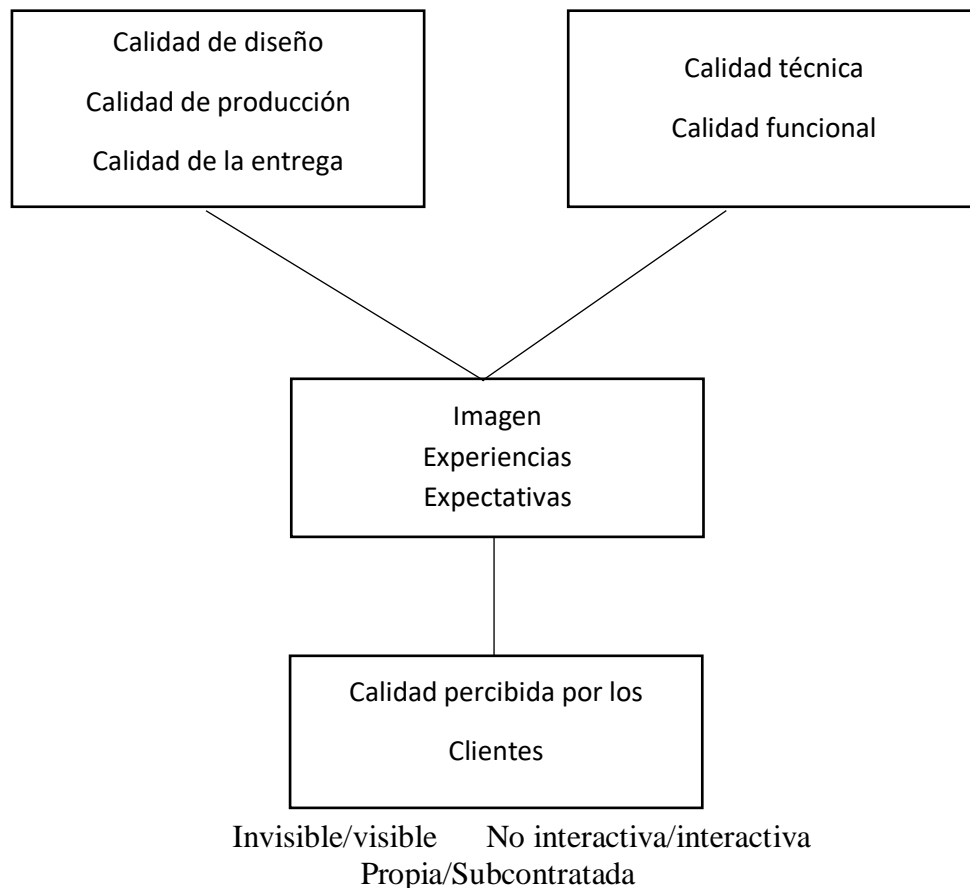 Calidad de diseño
Calidad de producción
Calidad de la entrega
Calidad técnica
Calidad funcional
Imagen
Experiencias
Expectativas
Calidad percibida por los
Clientes
Invisible/visible No interactiva/interactiva
Propia/Subcontratada